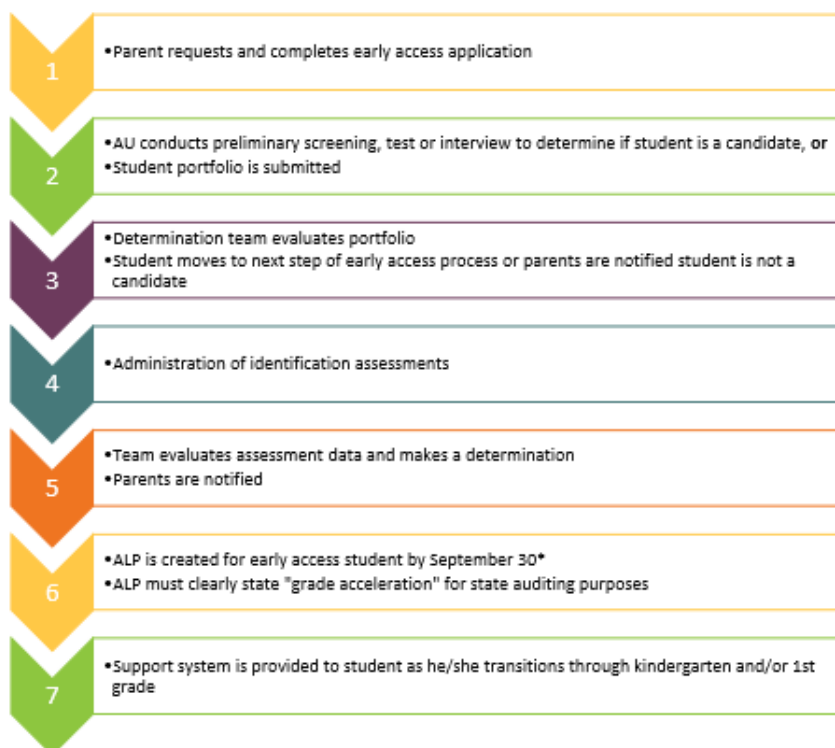 1
•Parent requests and completes early access application
2
•AU conducts preliminary screening, test or interview to determine if student is a candidate, or
•Student portfolio is submitted
3
•Determination team evaluates portfolio
•Student moves to next step of early access process or parents are notified student is not a
candidate
4
•Administration of identification assessments
5
•Team evaluates assessment data and makes a determination
•Parents are notified
6
•ALP is created for early access student by September 30*
•ALP must clearly state "grade acceleration" for state auditing purposes
7
•Support system is provided to student as he/she transitions through kindergarten and/or 1st
grade